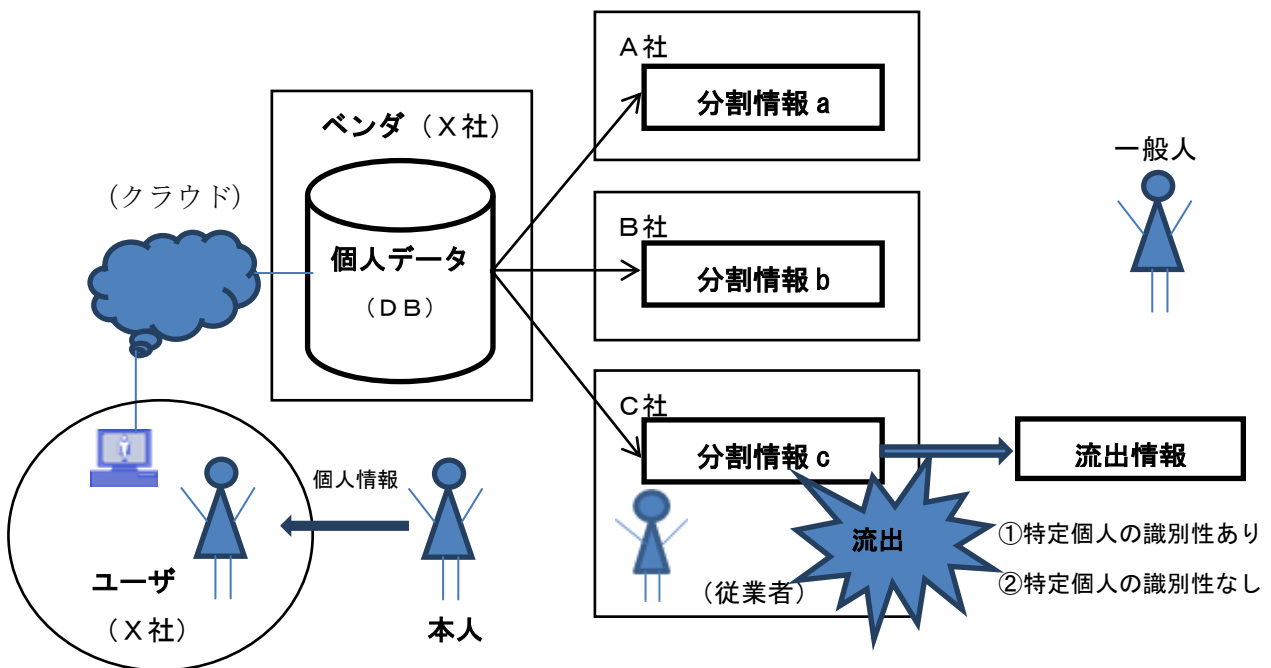 A社
分割情報a
ベンダ（X社）
一般人
（クラウド）
B社
個人データ
分割情報b
（DB）
C社
分割情報c
流出情報
個人情報
流出
①特定個人の識別性あり
ユーザ
（従業者）
②特定個人の識別性なし
（X社）
本人